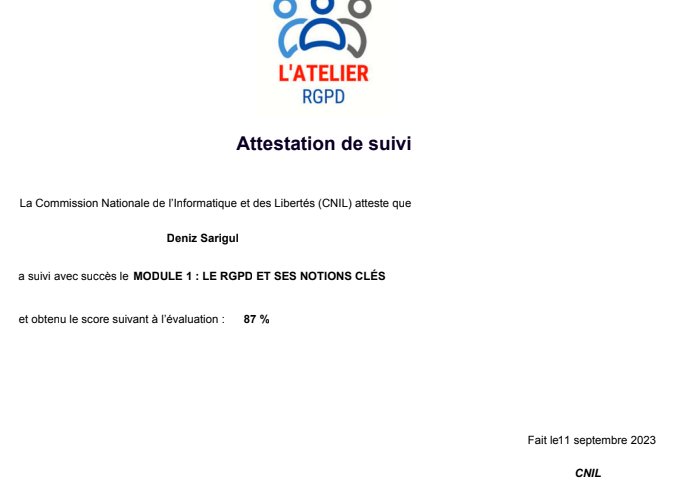 L'ATELIER
RGPD
Attestation de suivi
La Commission Nationale de l'Informatique et des Libertés (CNIL) atteste que
Deniz Sarigul
a suivi avec succès le MODULE 1 : LE RGPD ET SES NOTIONS CLÉS
et obtenu le score suivant à l'évaluation : 87 %
Fait le11 septembre 2023
CNIL